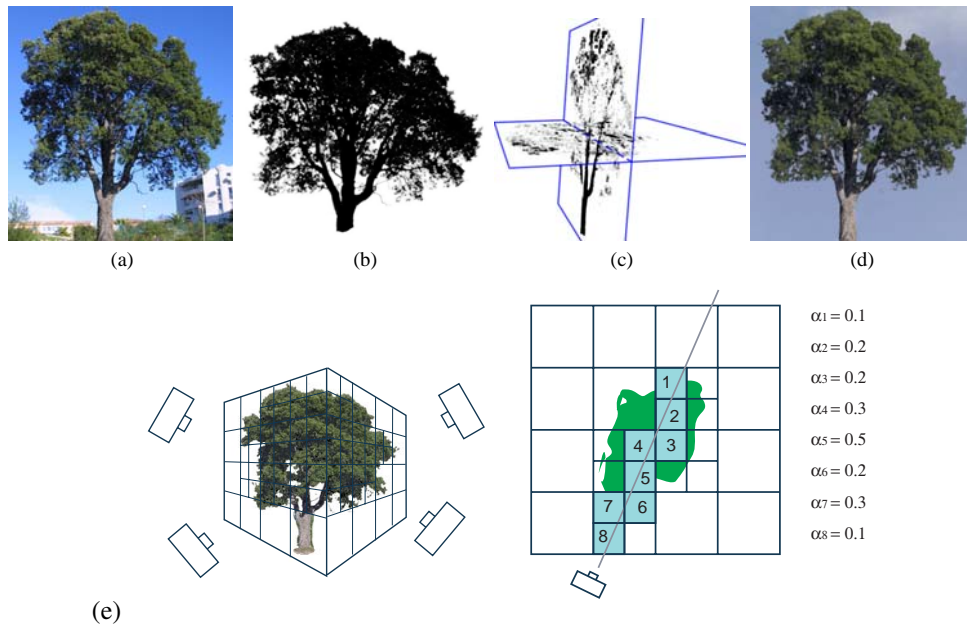 (a)
(b)
(c)
(d)
α1 = 0.1
α2 = 0.2
α3 = 0.2
α4 = 0.3
α5 = 0.5
α6 = 0.2
α7 = 0.3
α8 = 0.1
1
2
4 3
5
7 6
8
(e)